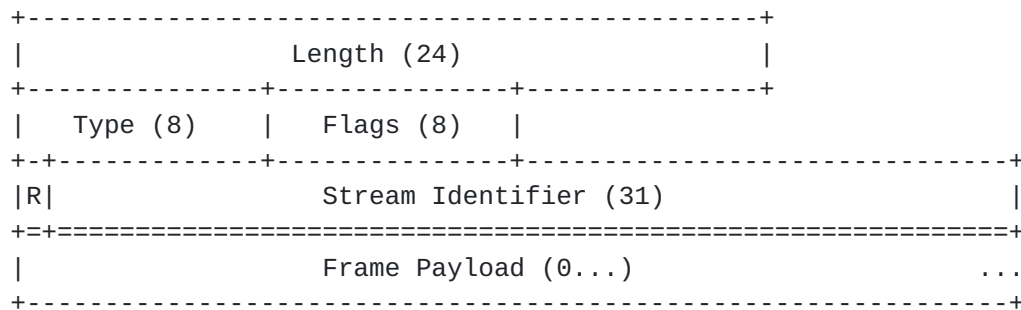 +-----------------------------------------------+
|                 Length (24)                   |
+---------------+---------------+---------------+
|   Type (8)    |   Flags (8)   |
+-+-------------+---------------+-------------------------------+
|R|                 Stream Identifier (31)                      |
+=+=============================================================+
|                   Frame Payload (0...)                      ...
+---------------------------------------------------------------+